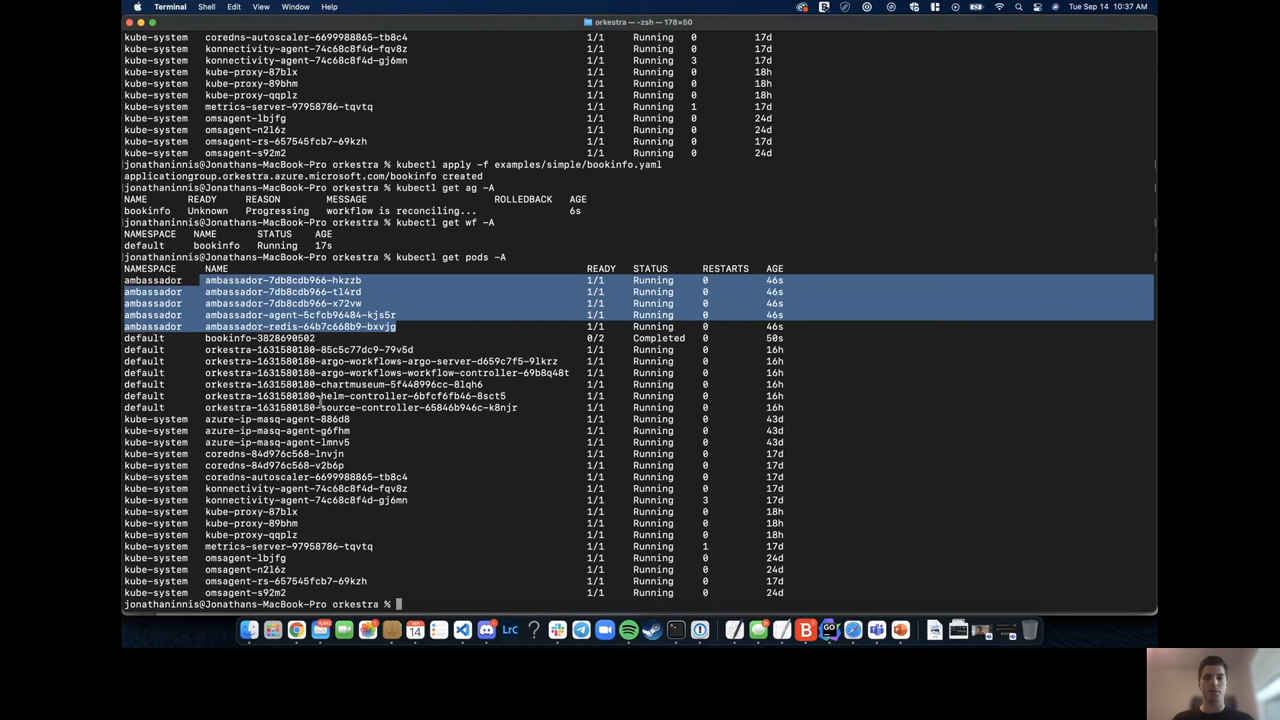 Terminal Shell Edit View Window Help Tue Sep 14 10:37 AM
orkestra — -zsh — 178×50
kube-system coredns-autoscaler-6699988865-tb8c4 1/1 Running 0 17d
kube-system konnectivity-agent-74c68c8f4d-fqv8z 1/1 Running 0 17d
kube-system konnectivity-agent-74c68c8f4d-gj6mn 1/1 Running 3 17d
kube-system kube-proxy-87blx 1/1 Running 0 18h
kube-system kube-proxy-89bhm 1/1 Running 0 18h
kube-system kube-proxy-qqplz 1/1 Running 0 18h
kube-system metrics-server-97958786-tqvtq 1/1 Running 1 17d
kube-system omsagent-lbjfg 1/1 Running 0 24d
kube-system omsagent-n2l6z 1/1 Running 0 24d
kube-system omsagent-rs-657545fcb7-69kzh 1/1 Running 0 17d
kube-system omsagent-s92m2 1/1 Running 0 24d
jonathaninnis@Jonathans-MacBook-Pro orkestra % kubectl apply -f examples/simple/bookinfo.yaml
applicationgroup.orkestra.azure.microsoft.com/bookinfo created
jonathaninnis@Jonathans-MacBook-Pro orkestra % kubectl get ag -A
NAME READY REASON MESSAGE ROLLEDBACK AGE
bookinfo Unknown Progressing workflow is reconciling... 6s
jonathaninnis@Jonathans-MacBook-Pro orkestra % kubectl get wf -A
NAMESPACE NAME STATUS AGE
default bookinfo Running 17s
jonathaninnis@Jonathans-MacBook-Pro orkestra % kubectl get pods -A
NAMESPACE NAME READY STATUS RESTARTS AGE
ambassador ambassador-7db8cdb966-hkzzb 1/1 Running 0 46s
ambassador ambassador-7db8cdb966-tl4rd 1/1 Running 0 46s
ambassador ambassador-7db8cdb966-x72vw 1/1 Running 0 46s
ambassador ambassador-agent-5cfcb96484-kjs5r 1/1 Running 0 46s
ambassador ambassador-redis-64b7c668b9-bxvjg 1/1 Running 0 46s
default bookinfo-3828690502 0/2 Completed 0 50s
default orkestra-1631580180-85c5c77dc9-79v5d 1/1 Running 0 16h
default orkestra-1631580180-argo-workflows-argo-server-d659c7f5-9lkrz 1/1 Running 0 16h
default orkestra-1631580180-argo-workflows-workflow-controller-69b8q48t 1/1 Running 0 16h
default orkestra-1631580180-chartmuseum-5f448996cc-8lqh6 1/1 Running 0 16h
default orkestra-1631580180-helm-controller-6bfcf6fb46-8sct5 1/1 Running 0 16h
default orkestra-1631580180-source-controller-65846b946c-k8njr 1/1 Running 0 16h
kube-system azure-ip-masq-agent-886d8 1/1 Running 0 43d
kube-system azure-ip-masq-agent-g6fhm 1/1 Running 0 43d
kube-system azure-ip-masq-agent-lmnv5 1/1 Running 0 43d
kube-system coredns-84d976c568-lnvjn 1/1 Running 0 17d
kube-system coredns-84d976c568-v2b6p 1/1 Running 0 17d
kube-system coredns-autoscaler-6699988865-tb8c4 1/1 Running 0 17d
kube-system konnectivity-agent-74c68c8f4d-fqv8z 1/1 Running 0 17d
kube-system konnectivity-agent-74c68c8f4d-gj6mn 1/1 Running 3 17d
kube-system kube-proxy-87blx 1/1 Running 0 18h
kube-system kube-proxy-89bhm 1/1 Running 0 18h
kube-system kube-proxy-qqplz 1/1 Running 0 18h
kube-system metrics-server-97958786-tqvtq 1/1 Running 1 17d
kube-system omsagent-lbjfg 1/1 Running 0 24d
kube-system omsagent-n2l6z 1/1 Running 0 24d
kube-system omsagent-rs-657545fcb7-69kzh 1/1 Running 0 17d
kube-system omsagent-s92m2 1/1 Running 0 24d
jonathaninnis@Jonathans-MacBook-Pro orkestra %
14 LrC ? B GO